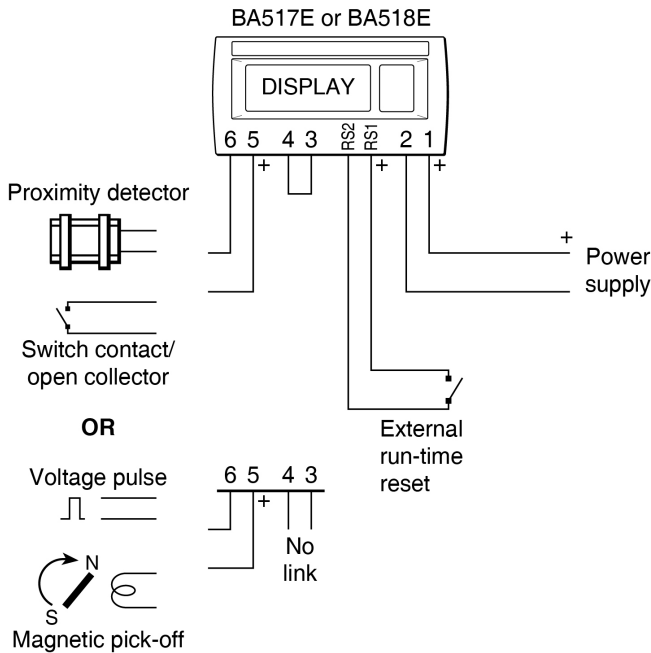 BA517E or BA518E
DISPLAY
6 5 4 3 RS2 RS1 2 1
+ + +
Proximity detector
+
Power
supply
Switch contact/
open collector
OR
External
run-time
reset
Voltage pulse
6 5 4 3
+
No
link
N
S
Magnetic pick-off